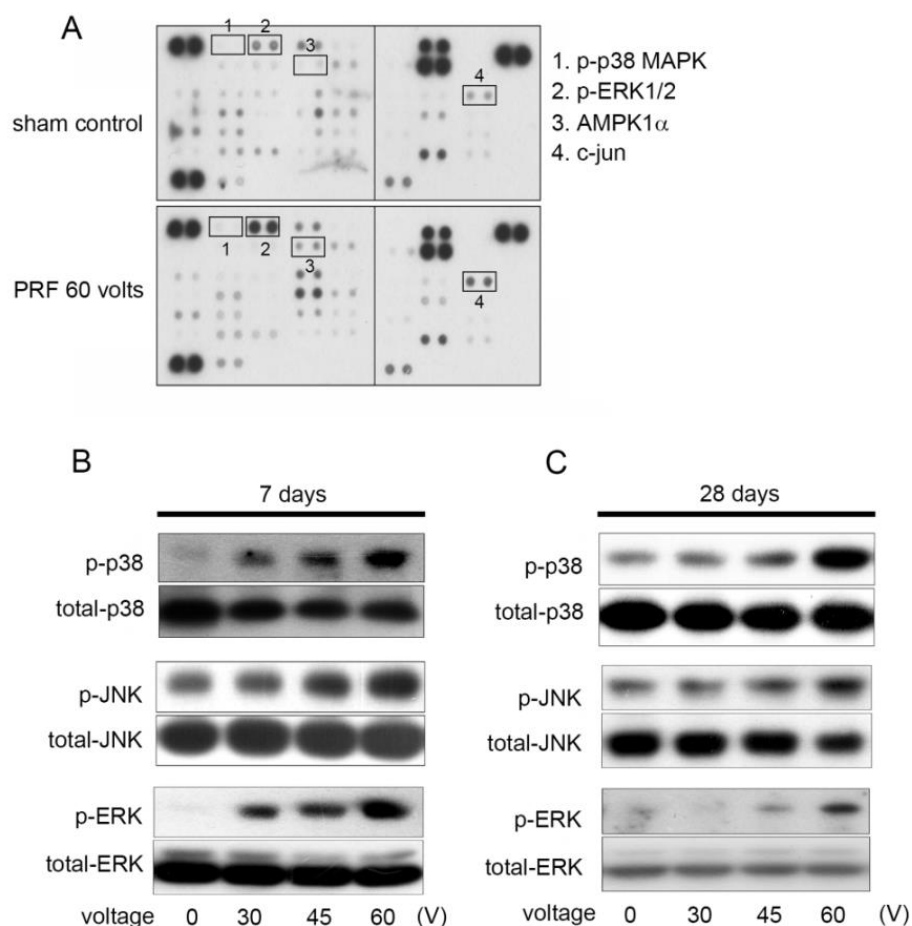 A
1
2
3
4
sham control
1. p-p38 MAPK
2. p-ERK1/2
3. AMPK1α
4. c-jun
1
2
3
4
PRF 60 volts
B
7 days
p-p38
total-p38
p-JNK
total-JNK
p-ERK
total-ERK
voltage 0 30 45 60 (V)
C
28 days
p-p38
total-p38
p-JNK
total-JNK
p-ERK
total-ERK
0 30 45 60 (V)